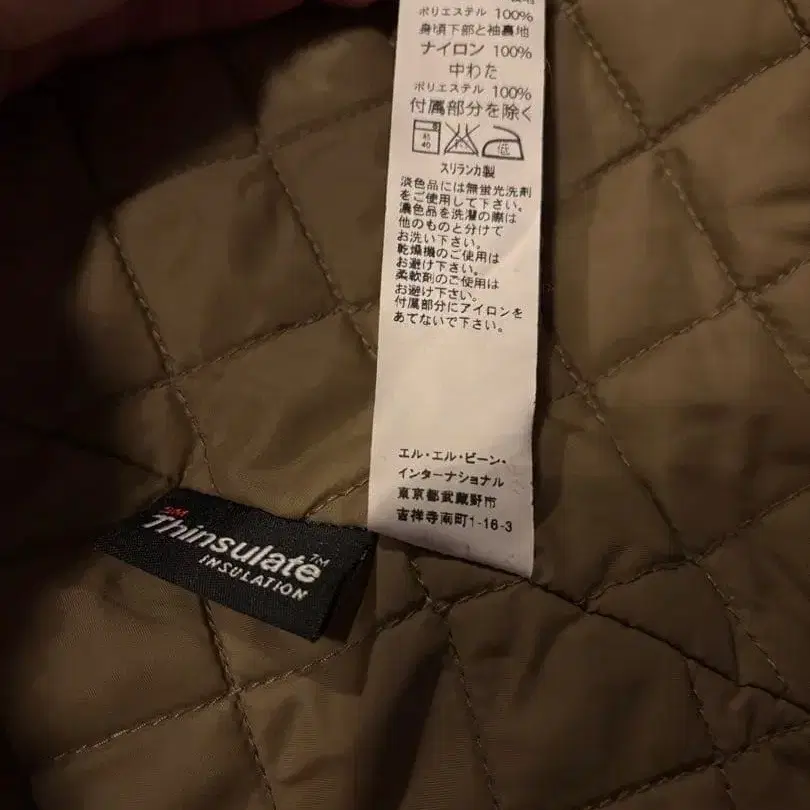 ポリエステル 100%
身頃下部と袖裏地
ナイロン 100%
中わた
ポリエステル 100%
付属部分を除く
40
低
スリランカ製
淡色品には無蛍光洗剤
をご使用して下さい。
濃色品を洗濯の際は
他のものと分けて
お洗い下さい。
乾燥機のご使用は
お避け下さい。
柔軟剤のご使用は
お避け下さい。
付属部分にアイロンを
あてないで下さい。
エル・エル・ビーン・
インターナショナル
東京都武蔵野市
吉祥寺南町1-16-3
3M
Thinsulate™
INSULATION